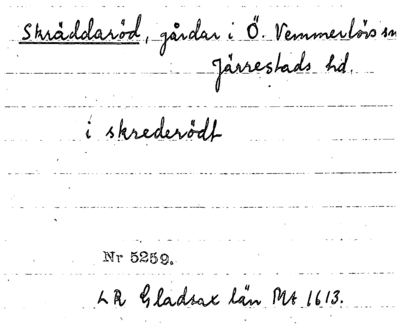 Skräddaröd, gårdar i Ö. Vemmerlövs sn
Järrestads hd.
i skrederödt
Nr 5259.
LR Gladsax län Mt 1613.